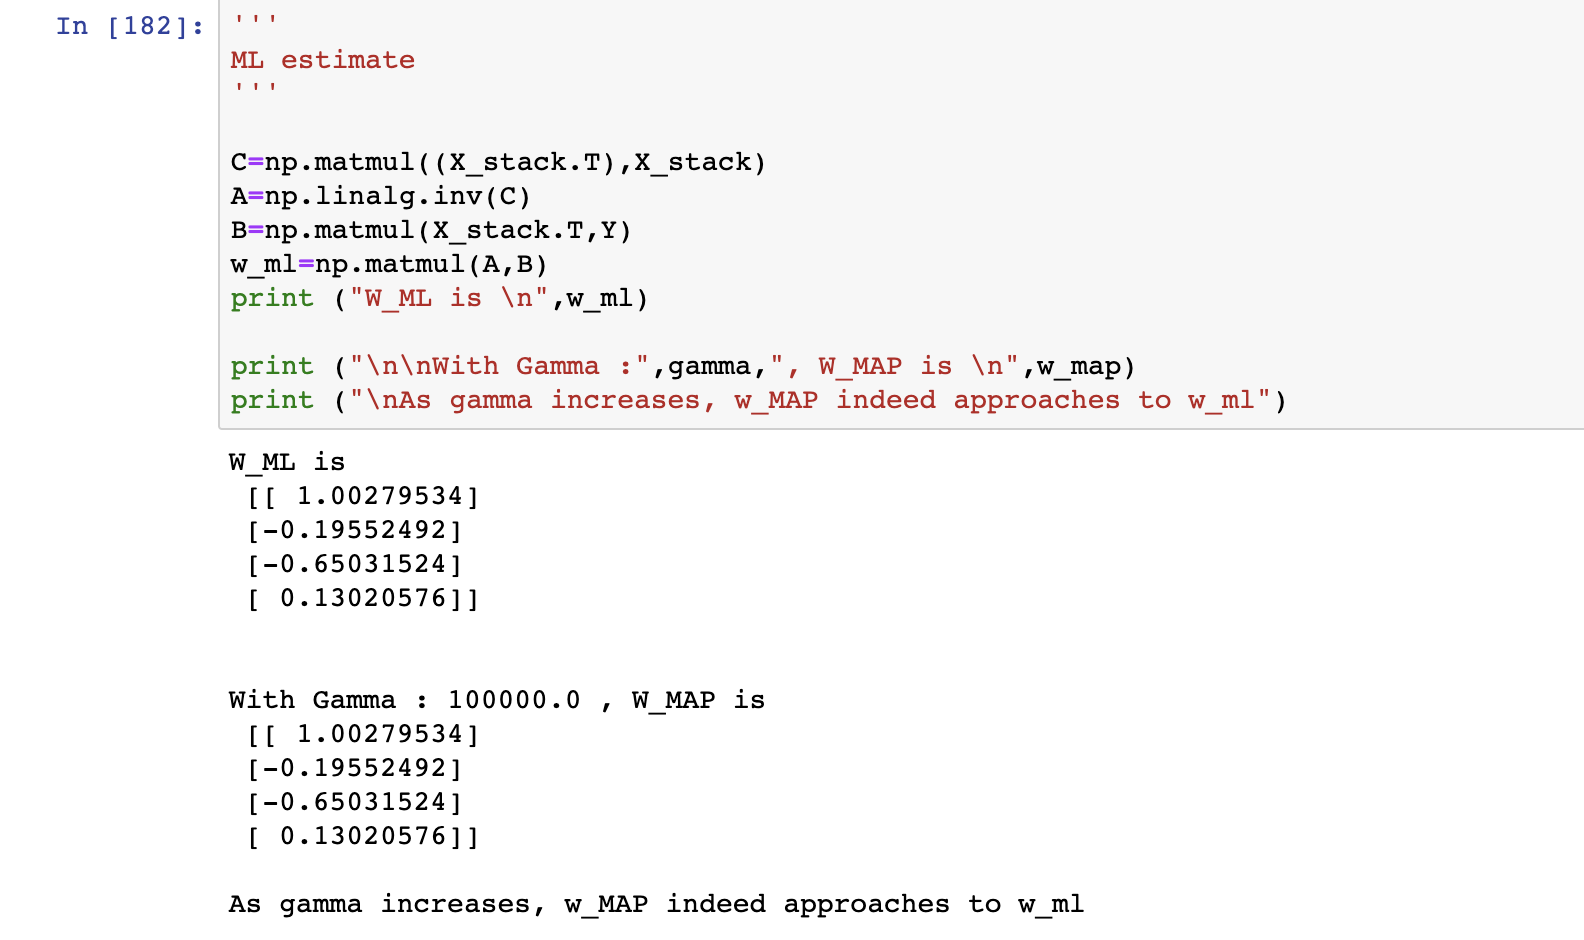 In [182]: '''
ML estimate
'''
C=np.matmul((X_stack.T),X_stack)
A=np.linalg.inv(C)
B=np.matmul(X_stack.T,Y)
w_ml=np.matmul(A,B)
print ("W_ML is \n",w_ml)
print ("\n\nWith Gamma :",gamma,", W_MAP is \n",w_map)
print ("\nAs gamma increases, w_MAP indeed approaches to w_ml")
W_ML is
[[ 1.00279534]
[-0.19552492]
[-0.65031524]
[ 0.13020576]]
With Gamma : 100000.0 , W_MAP is
[[ 1.00279534]
[-0.19552492]
[-0.65031524]
[ 0.13020576]]
As gamma increases, w_MAP indeed approaches to w_ml